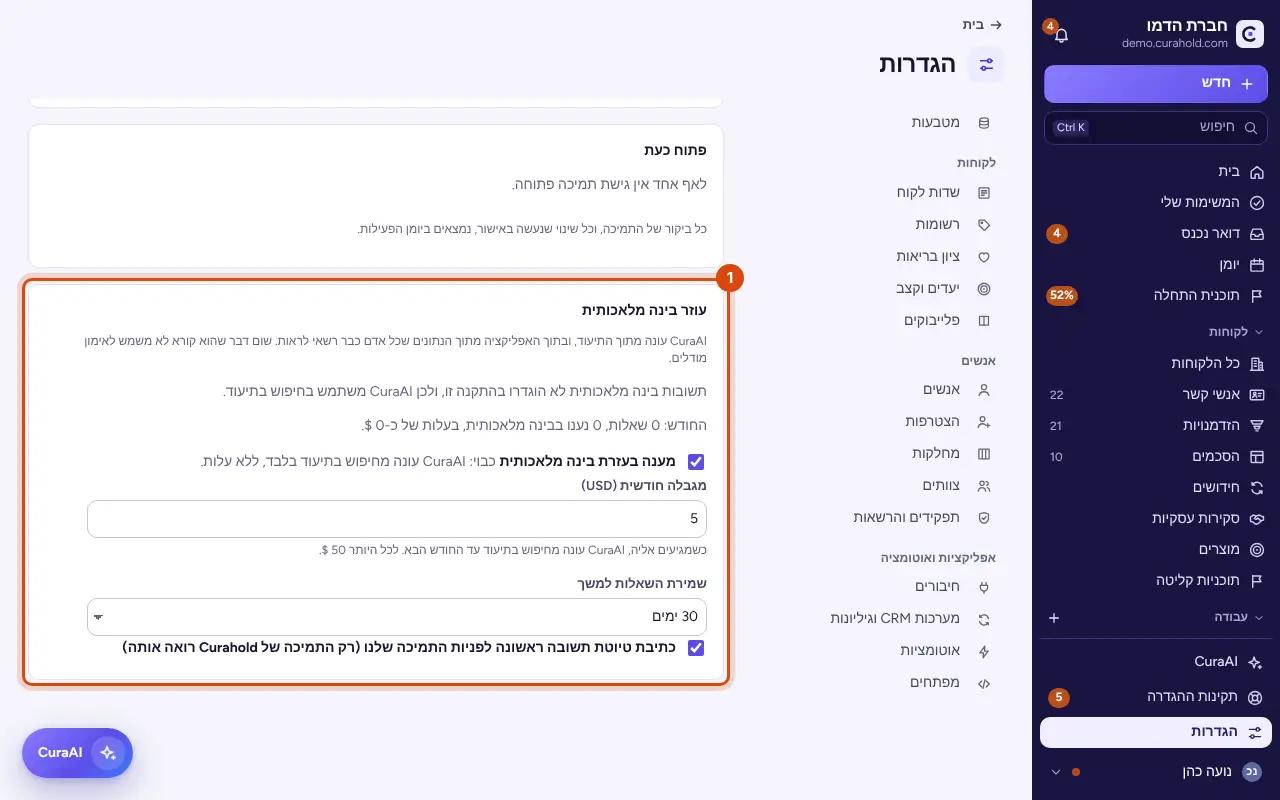 חברת הדמו
demo.curahold.com
4
חדש
חיפוש
Ctrl K
בית
המשימות שלי
דואר נכנס
4
יומן
תוכנית התחלה
52%
לקוחות
כל הלקוחות
אנשי קשר
22
הזדמנויות
21
הסכמים
10
חידושים
סקירות עסקיות
מוצרים
תוכניות קליטה
עבודה
CuraAI
תקינות ההגדרה
5
הגדרות
נועה כהן
נכ
בית
הגדרות
מטבעות
לקוחות
שדות לקוח
רשומות
ציון בריאות
יעדים וקצב
פלייבוקים
אנשים
אנשים
הצטרפות
מחלקות
צוותים
תפקידים והרשאות
אפליקציות ואוטומציה
חיבורים
מערכות CRM וגיליונות
אוטומציות
מפתחים
פתוח כעת
לאף אחד אין גישת תמיכה פתוחה.
כל ביקור של התמיכה, וכל שינוי שנעשה באישור, נמצאים ביומן הפעילות.
1
עוזר בינה מלאכותית
CuraAI עונה מתוך התיעוד, ובתוך האפליקציה מתוך הנתונים שכל אדם כבר רשאי לראות. שום דבר שהוא קורא לא משמש לאימון
מודלים.
תשובות בינה מלאכותית לא הוגדרו בהתקנה זו, ולכן CuraAI משתמש בחיפוש בתיעוד.
החודש: 0 שאלות, 0 נענו בבינה מלאכותית, בעלות של כ-0 $.
מענה בעזרת בינה מלאכותית כבוי: CuraAI עונה מחיפוש בתיעוד בלבד, ללא עלות.
מגבלה חודשית (USD)
5
כשמגיעים אליה, CuraAI עונה מחיפוש בתיעוד עד החודש הבא. לכל היותר 50 $.
שמירת השאלות למשך
30 ימים
כתיבת טיוטת תשובה ראשונה לפניות התמיכה שלנו (רק התמיכה של Curahold רואה אותה)
CuraAI